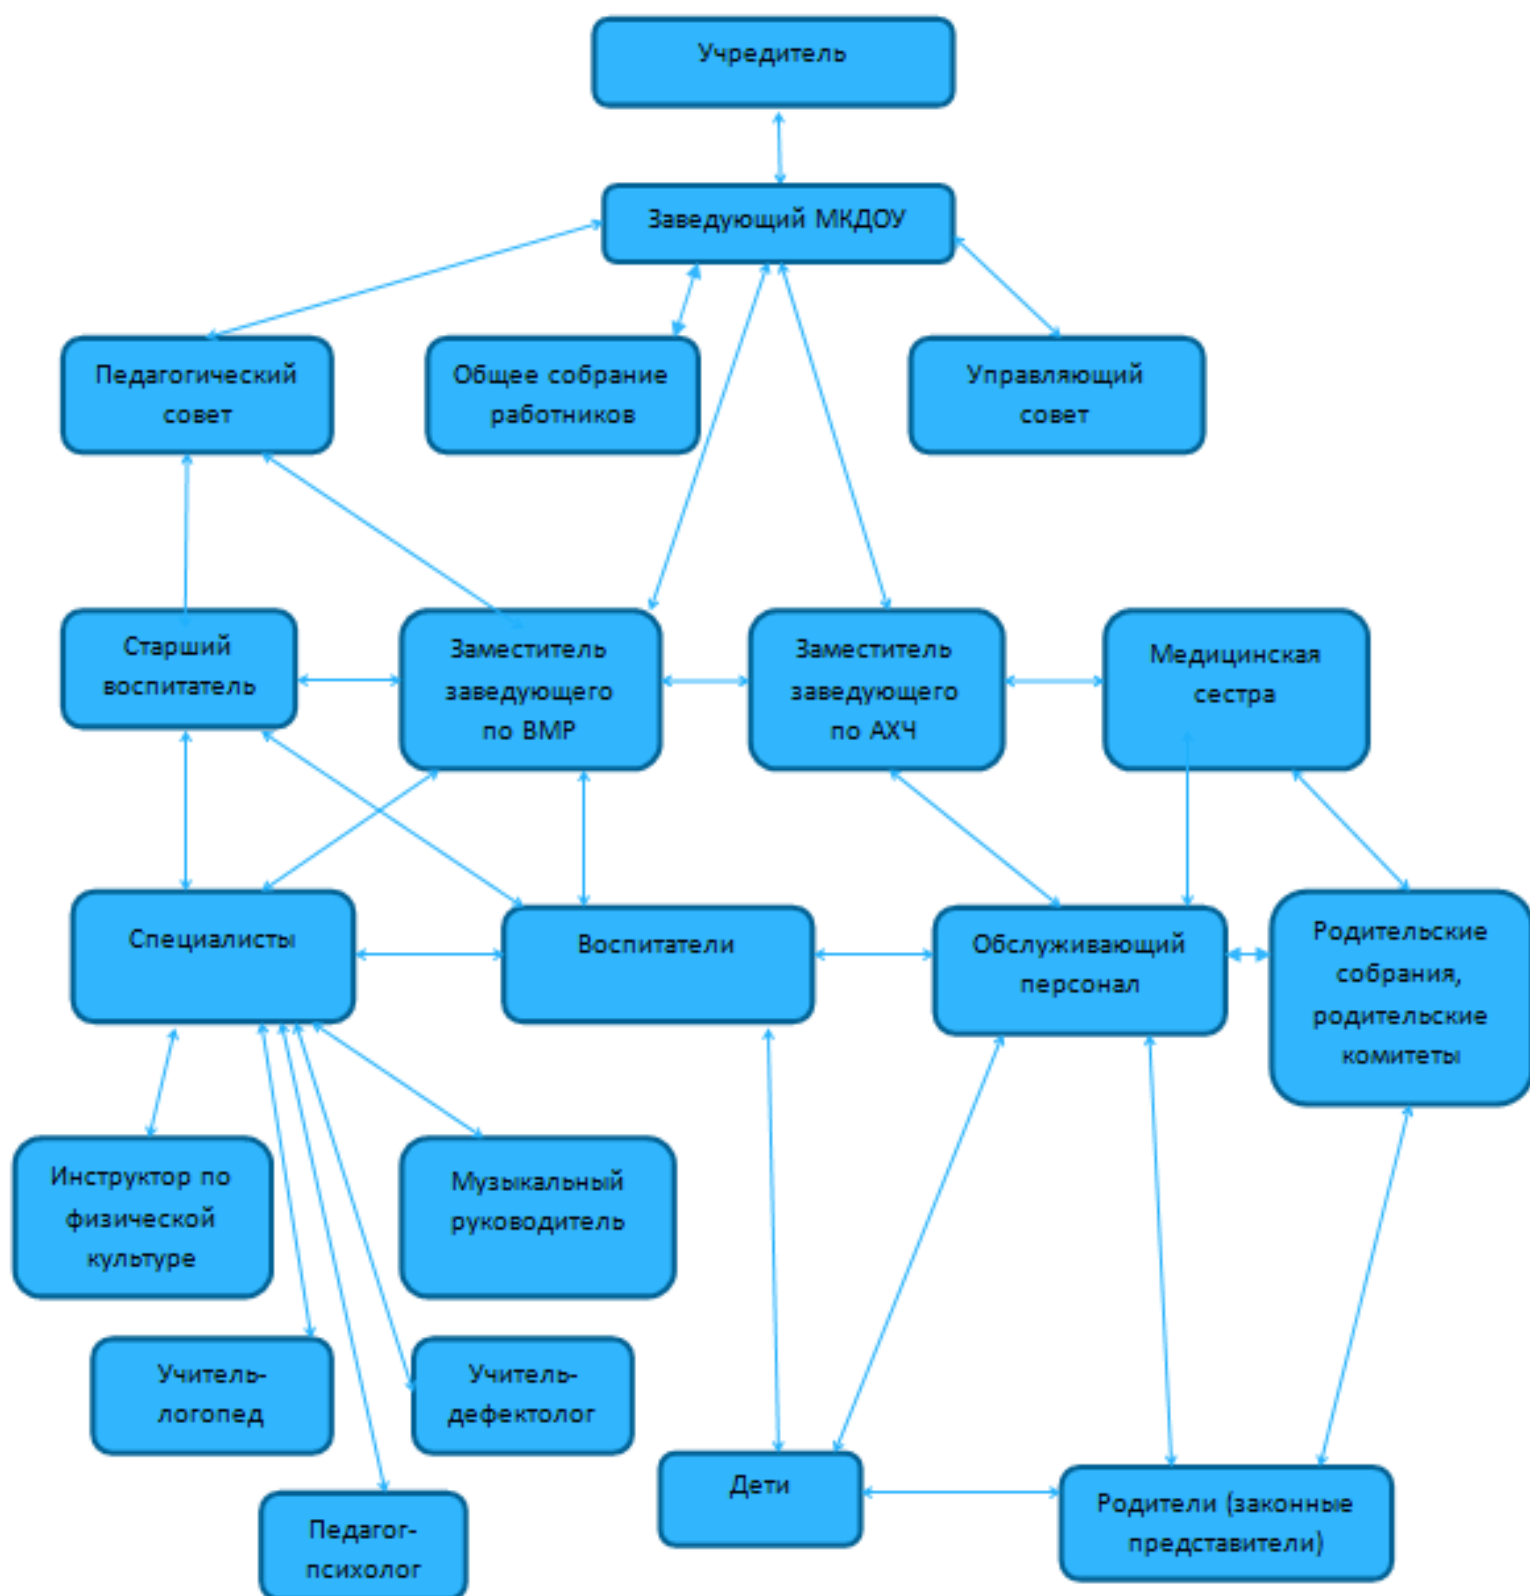 Учредитель
Заведующий МКДОУ
Педагогический
совет
Общее собрание
работников
Управляющий
совет
Старший
воспитатель
Заместитель
заведующего
по ВМР
Заместитель
заведующего
по АХЧ
Медицинская
сестра
Специалисты
Воспитатели
Обслуживающий
персонал
Родительские
собрания,
родительские
комитеты
Инструктор по
физической
культуре
Музыкальный
руководитель
Учитель-
логопед
Учитель-
дефектолог
Педагог-
психолог
Дети
Родители (законные
представители)